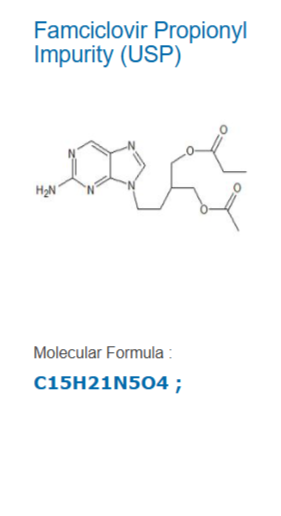 Famciclovir Propionyl
Impurity (USP)
O
N
N
O
O
H₂N
N
N
O
Molecular Formula :
C15H21N5O4 ;